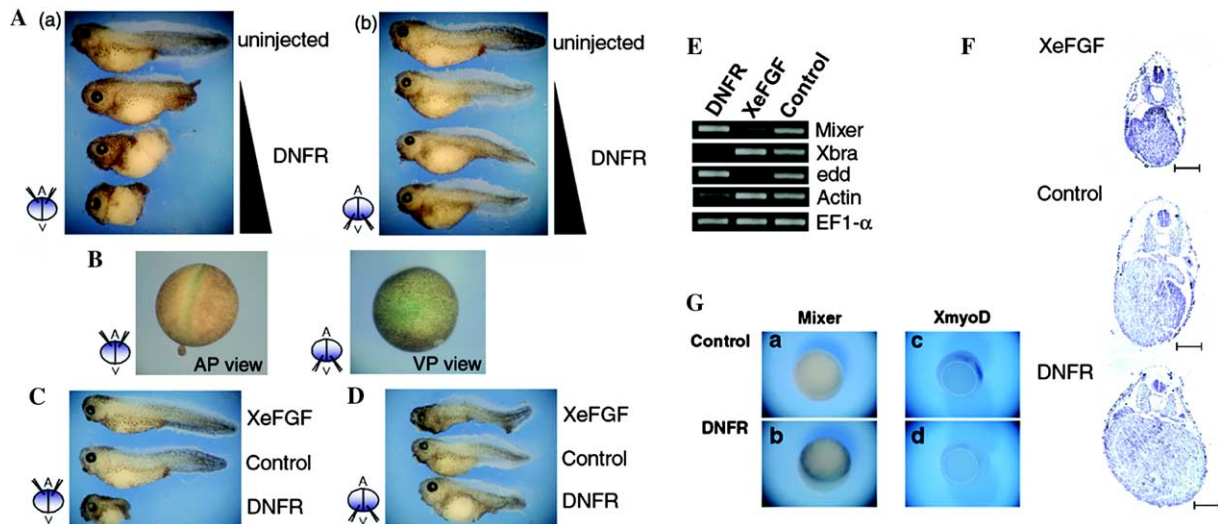 A
(a)
uninjected
DNFR
A
V
(b)
uninjected
DNFR
A
V
B
A
V
AP view
A
V
VP view
C
XeFGF
Control
DNFR
A
V
D
XeFGF
Control
DNFR
A
V
E
DNFR
XeFGF
Control
Mixer
Xbra
edd
Actin
EF1-α
F
XeFGF
Control
DNFR
G
Mixer
XmyoD
Control
a
c
DNFR
b
d